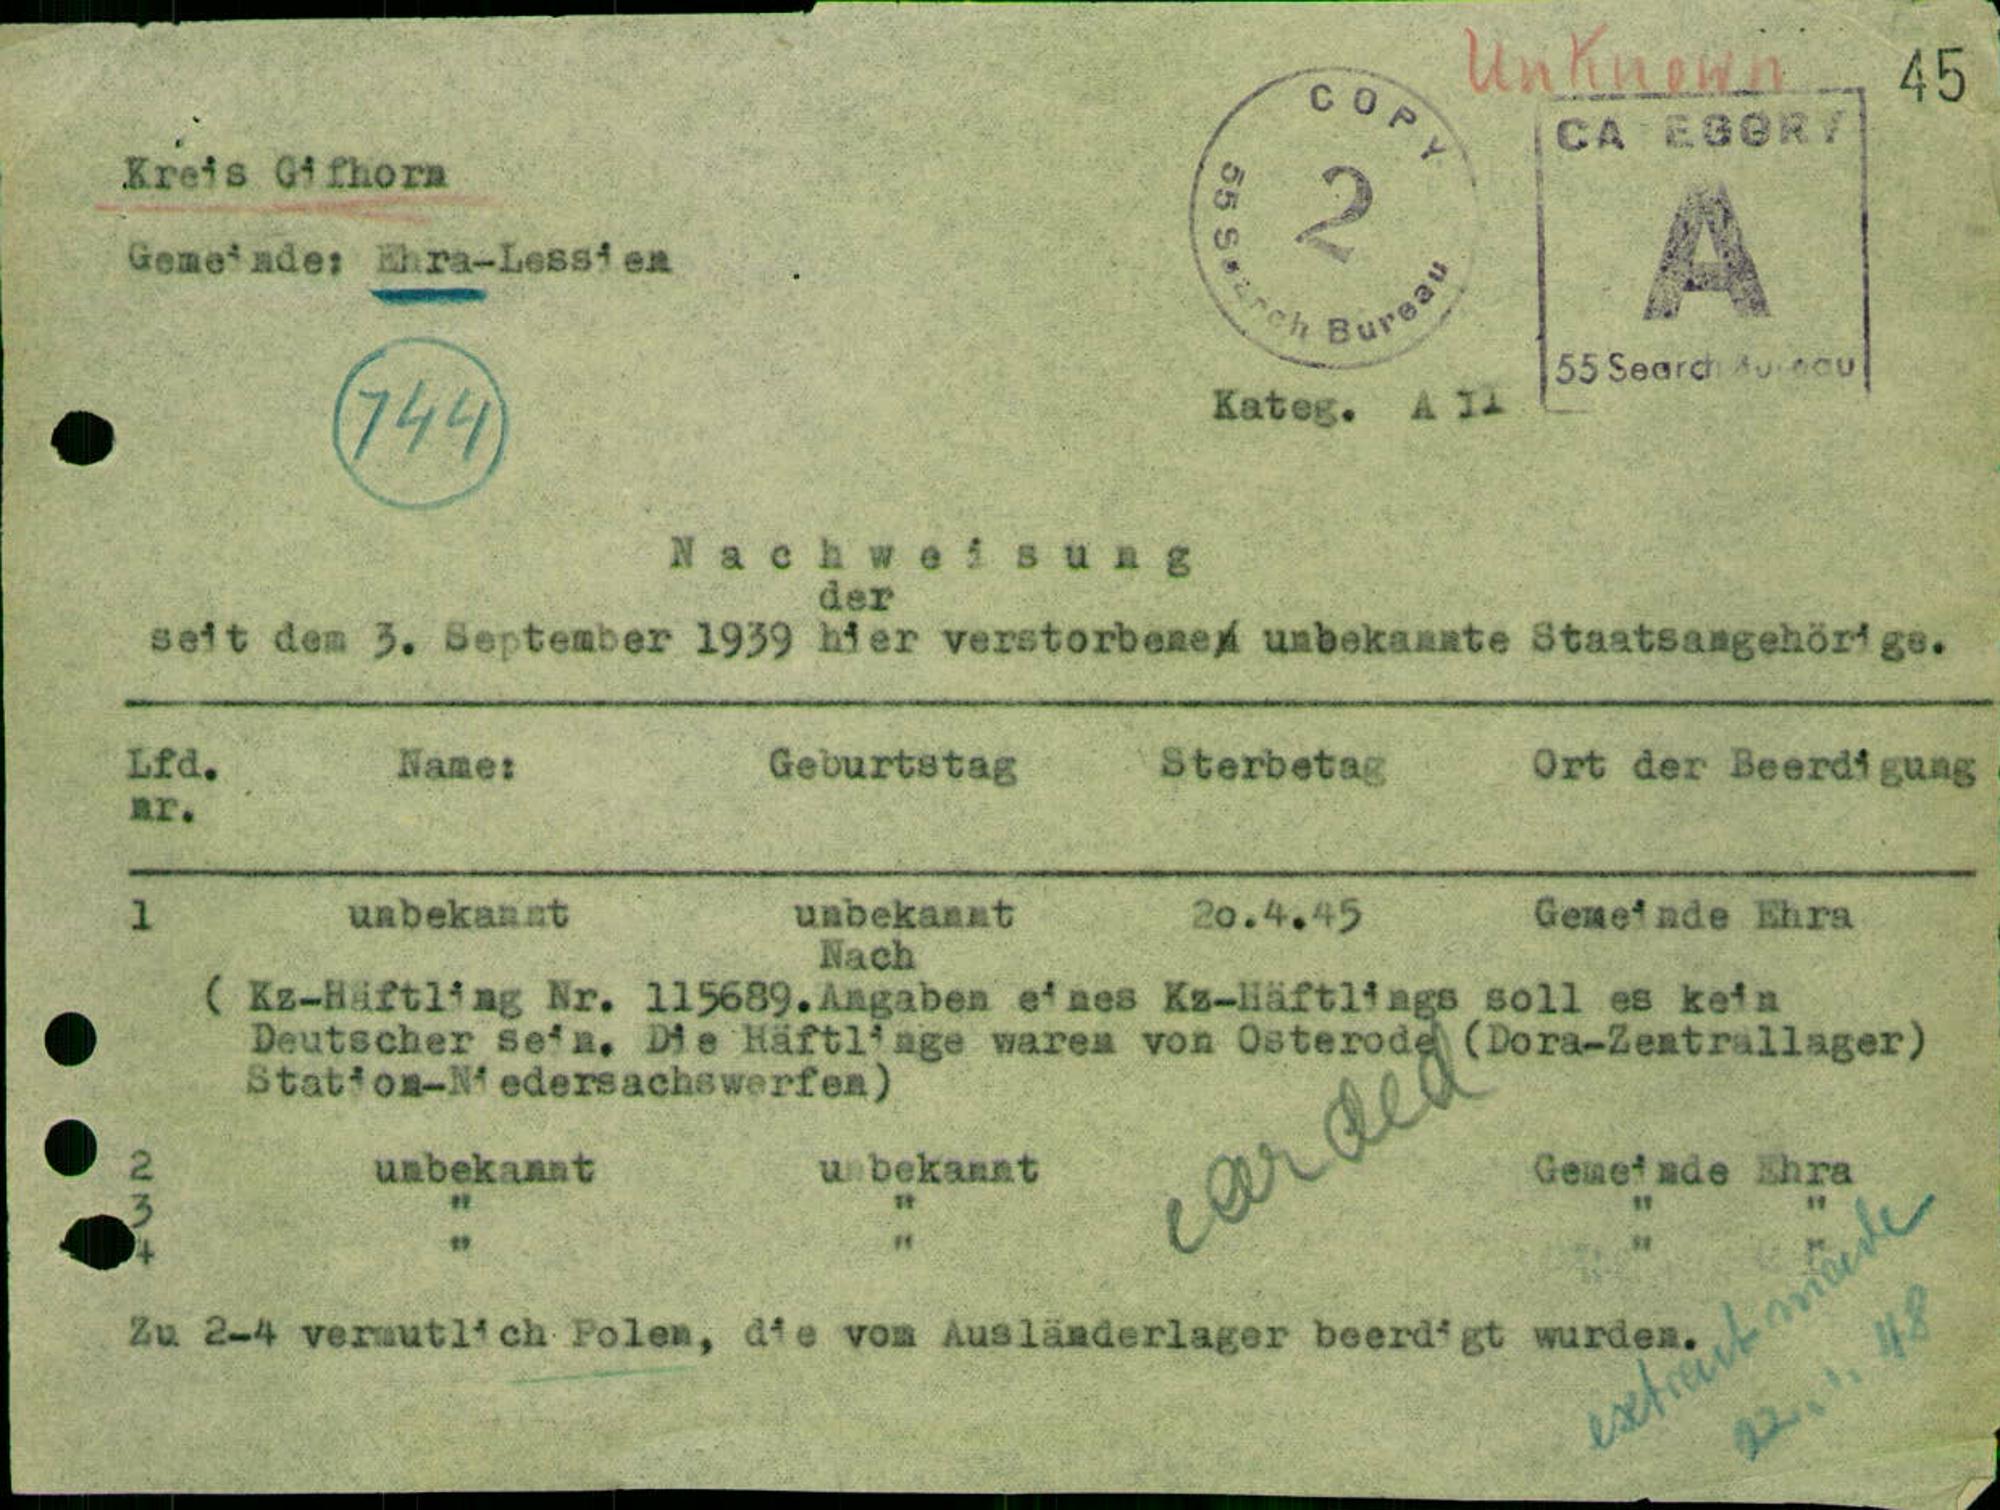 Unknown
45
COPY
2
55 Search Bureau
CATEGORY
A
55 Search Bureau
Kreis Gifhorn
Gemeinde: Ehra-Lessien
744
Kateg. A II
Nachweisung
der
seit dem 3. September 1939 hier verstorbenen unbekannte Staatsangehörige.
Lfd. Name: Geburtstag Sterbetag Ort der Beerdigung
nr.
1 unbekannt unbekannt 20.4.45 Gemeinde Ehra
Nach
( Kz-Häftling Nr. 115689. Angaben eines Kz-Häftlings soll es kein
Deutscher sein. Die Häftlinge waren von Osterode (Dora-Zentrallager)
Station-Niedersachswerfen)
carded
2 unbekannt unbekannt Gemeinde Ehra
3 " " " "
4 " " " "
Zu 2-4 vermutlich Polen, die vom Ausländerlager beerdigt wurden.
extract made
48